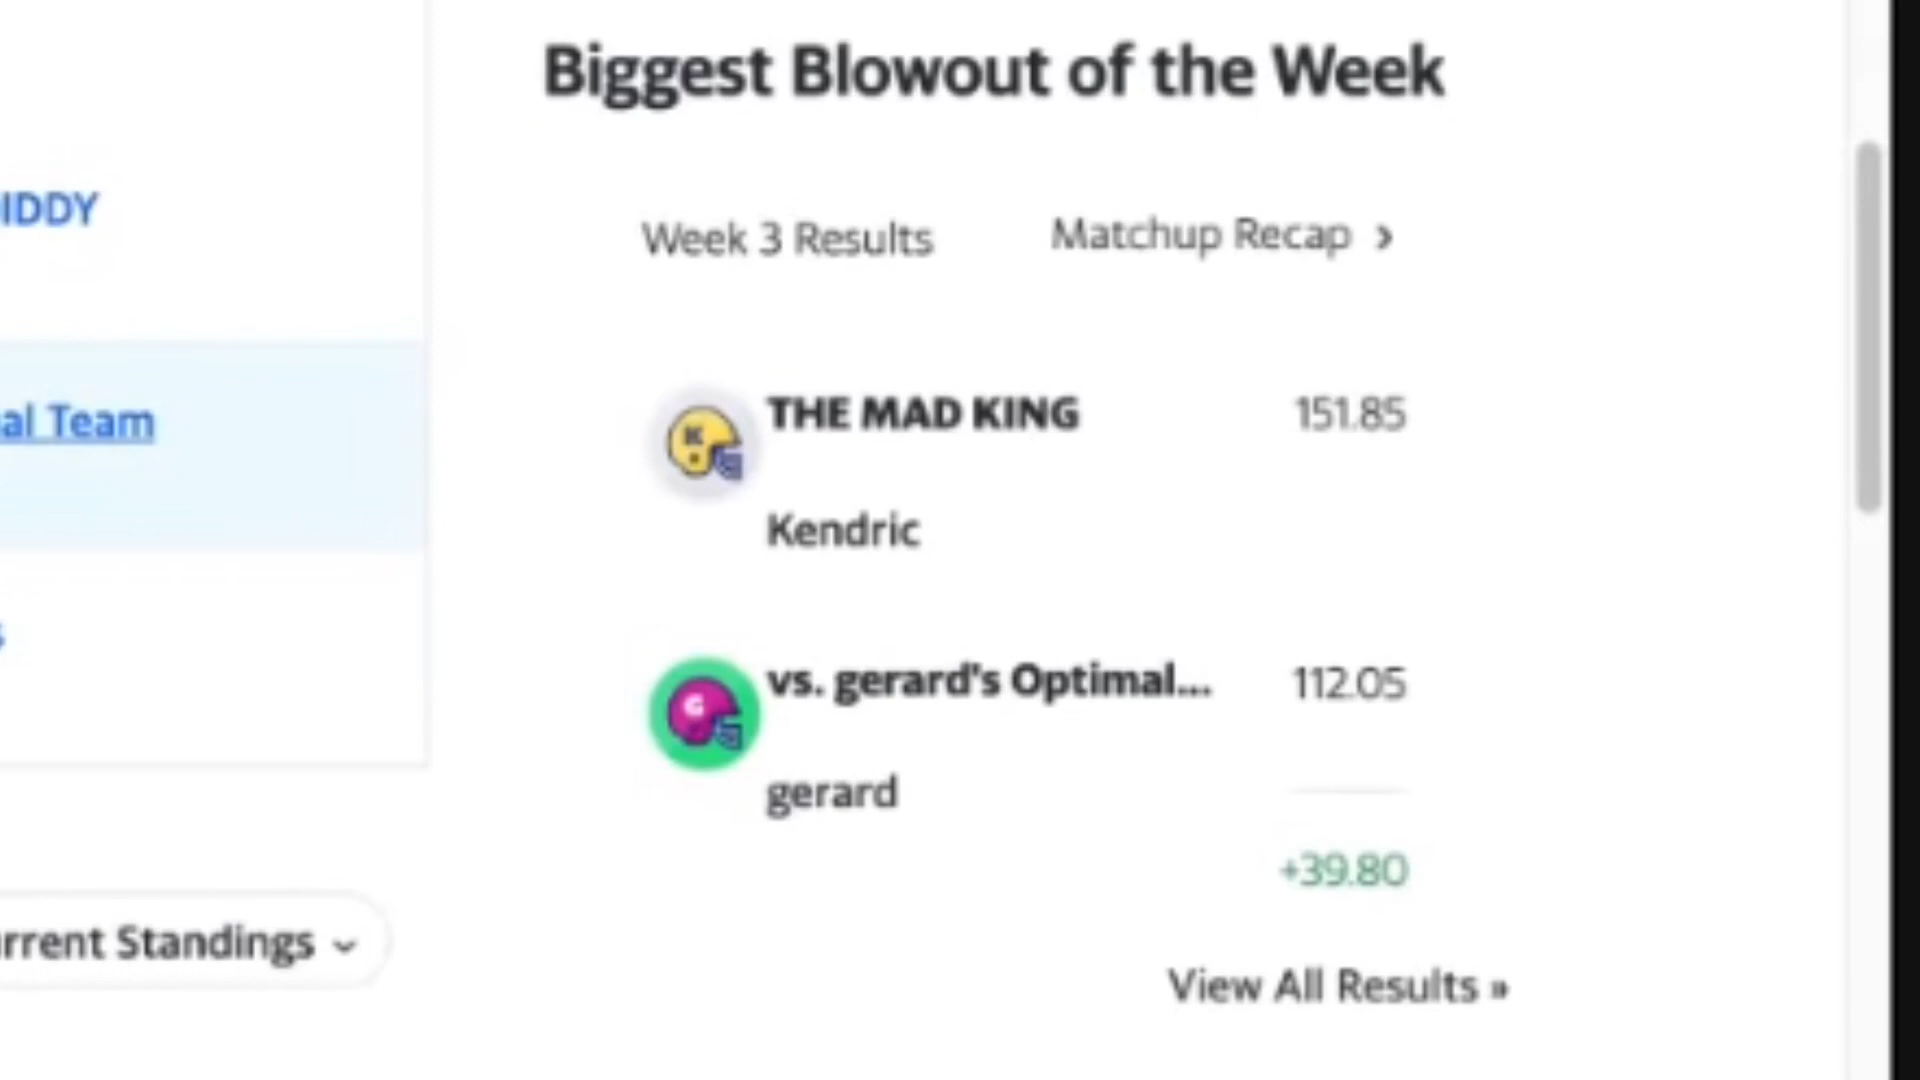 Biggest Blowout of the Week
IDDY
Week 3 Results
Matchup Recap ›
al Team
K
THE MAD KING
151.85
Kendric
s
G
vs. gerard's Optimal...
112.05
gerard
+39.80
rrent Standings
View All Results »